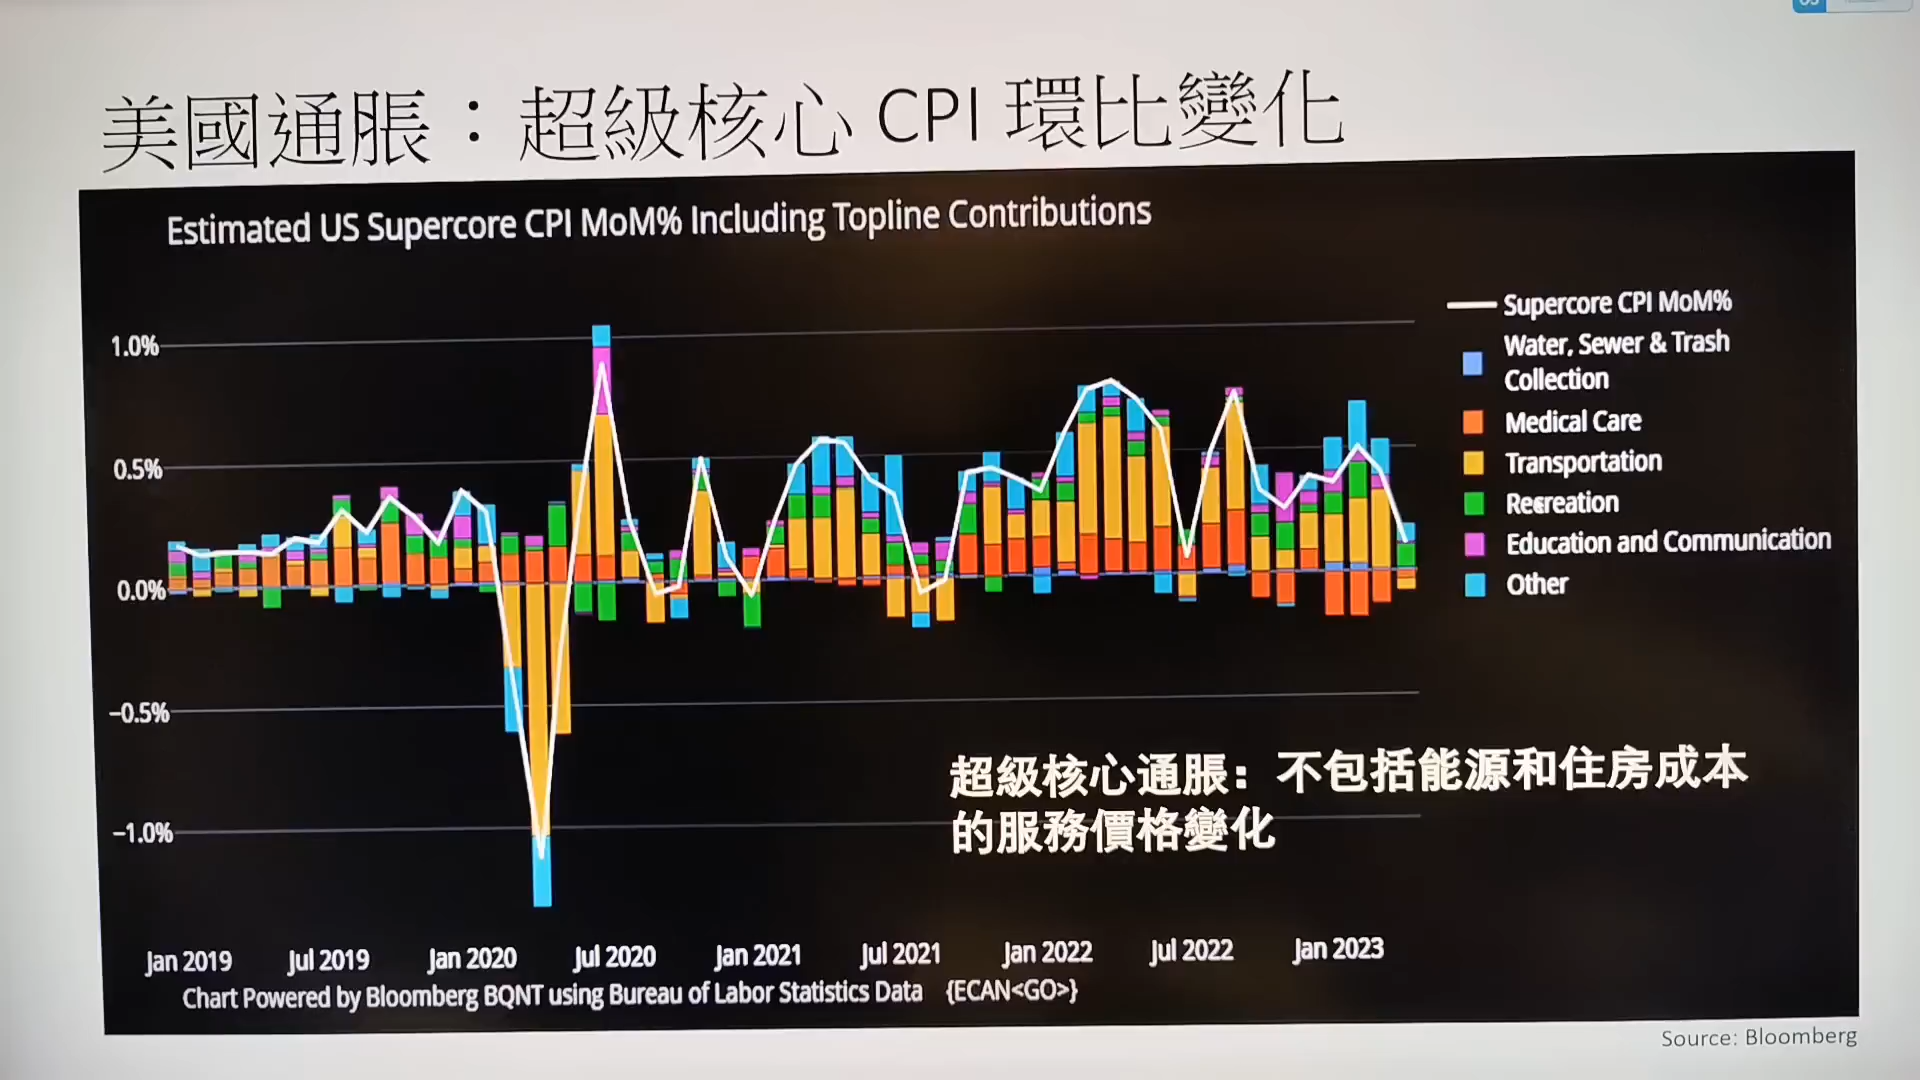 美國通脹：超級核心 CPI 環比變化
Estimated US Supercore CPI MoM% Including Topline Contributions
1.0%
0.5%
0.0%
−0.5%
−1.0%
Supercore CPI MoM%
Water, Sewer & Trash
Collection
Medical Care
Transportation
Recreation
Education and Communication
Other
超級核心通脹：不包括能源和住房成本
的服務價格變化
Jan 2019
Jul 2019
Jan 2020
Jul 2020
Jan 2021
Jul 2021
Jan 2022
Jul 2022
Jan 2023
Chart Powered by Bloomberg BQNT using Bureau of Labor Statistics Data {ECAN<GO>}
Source: Bloomberg